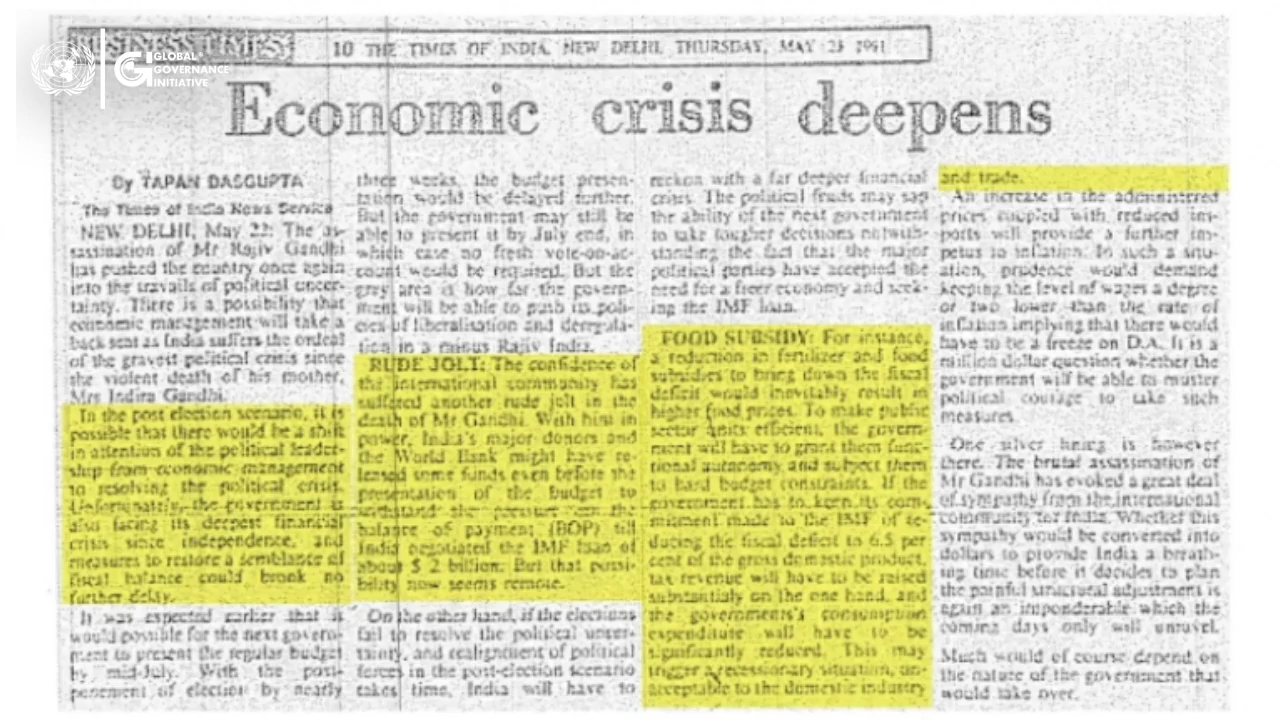 BUSINESS TIMES
10 THE TIMES OF INDIA, NEW DELHI, THURSDAY, MAY 23 1991
GLOBAL
GOVERNANCE
INITIATIVE
Economic crisis deepens
By TAPAN DASGUPTA
The Times of India News Service
NEW DELHI, May 22: The as-
sassination of Mr Rajiv Gandhi
has pushed the country once again
into the travails of political uncer-
tainty. There is a possibility that
economic management will take a
back seat as India suffers the ordeal
of the gravest political crisis since
the violent death of his mother,
Mrs Indira Gandhi.
In the post election scenario, it is
possible that there would be a shift
in attention of the political leader-
ship from economic management
to resolving the political crisis.
Unfortunately, the government is
also facing its deepest financial
crisis since independence, and
measures to restore a semblance of
fiscal balance could brook no
further delay.
It was expected earlier that it
would possible for the next govern-
ment to present the regular budget
by mid-July. With the post-
ponement of election by nearly
three weeks, the budget presen-
tation would be delayed further.
But the government may still be
able to present it by July end, in
which case no fresh vote-on-ac-
count would be required. But the
grey area is how far the govern-
ment will be able to push its poli-
cies of liberalisation and deregula-
tion in a minus Rajiv India.
RUDE JOLT: The confidence of
the international community has
suffered another rude jolt in the
death of Mr Gandhi. With him in
power, India's major donors and
the World Bank might have re-
leased some funds even before the
presentation of the budget to
withstand the pressure on the
balance of payment (BOP) till
India negotiated the IMF loan of
about $ 2 billion. But that possi-
bility now seems remote.
On the other hand, if the elections
fail to resolve the political uncer-
tainty, and realignment of political
forces in the post-election scenario
takes time, India will have to
reckon with a far deeper financial
crisis. The political feuds may sap
the ability of the next government
to take tougher decisions notwith-
standing the fact that the major
political parties have accepted the
need for a freer economy and seek-
ing the IMF loan.
FOOD SUBSIDY: For instance,
a reduction in fertilizer and food
subsidies to bring down the fiscal
deficit would inevitably result in
higher food prices. To make public
sector units efficient, the govern-
ment will have to grant them func-
tional autonomy and subject them
to hard budget constraints. If the
government has to keep its com-
mitment made to the IMF of re-
ducing the fiscal deficit to 6.5 per
cent of the gross domestic product,
tax revenue will have to be raised
substantialy on the one hand, and
the governments's consumption
expenditure will have to be
significantly reduced. This may
trigger a recessionary situation, un-
acceptable to the domestic industry
and trade.
An increase in the administered
prices coupled with reduced im-
ports will provide a further im-
petus to inflation. In such a situ-
ation, prudence would demand
keeping the level of wages a degree
or two lower than the rate of
inflation implying that there would
have to be a freeze on D.A. It is a
million dollar question whether the
government will be able to muster
political courage to take such
measures.
One silver lining is however
there. The brutal assassination of
Mr Gandhi has evoked a great deal
of sympathy from the international
community for India. Whether this
sympathy would be converted into
dollars to provide India a breath-
ing time before it decides to plan
the painful structural adjustment is
again an imponderable which the
coming days only will unravel.
Much would of course depend on
the nature of the government that
would take over.